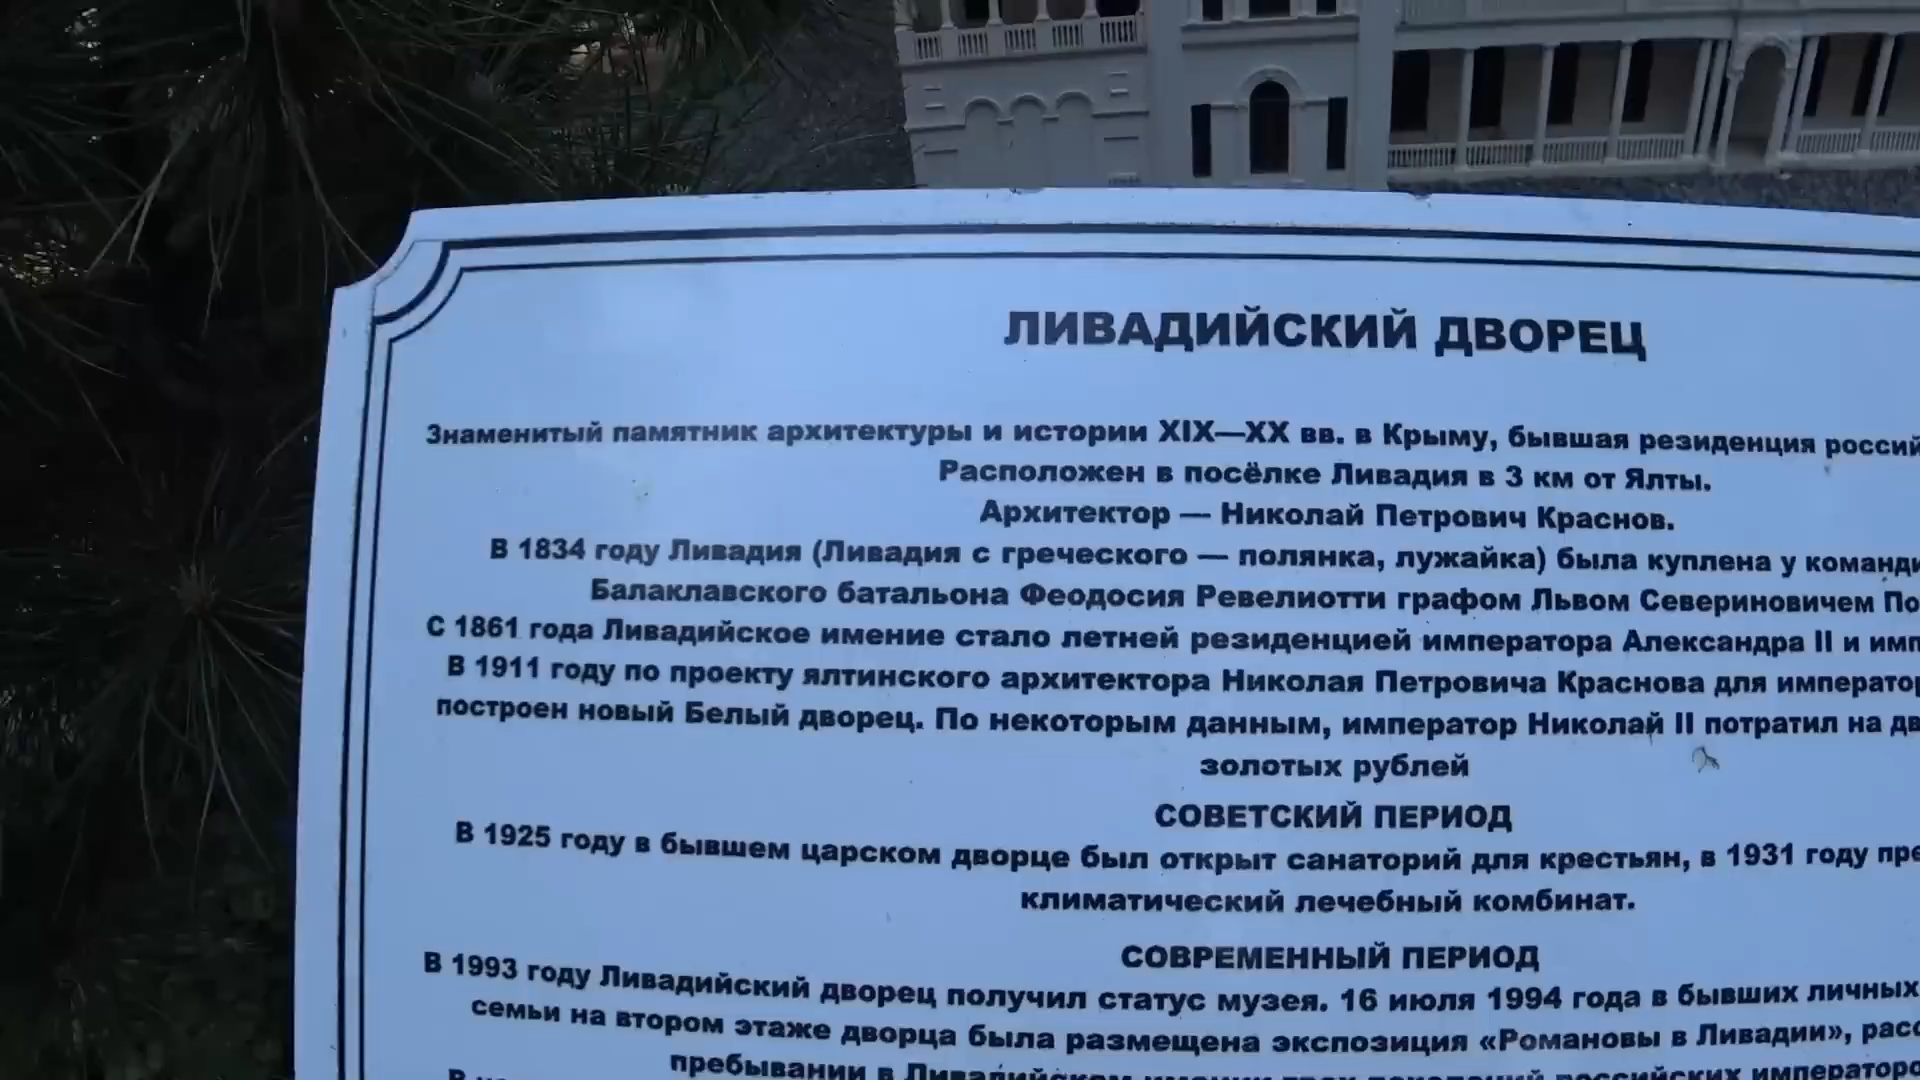 ЛИВАДИЙСКИЙ ДВОРЕЦ
Знаменитый памятник архитектуры и истории XIX—XX вв. в Крыму, бывшая резиденция россий
Расположен в посёлке Ливадия в 3 км от Ялты.
Архитектор — Николай Петрович Краснов.
В 1834 году Ливадия (Ливадия с греческого — полянка, лужайка) была куплена у команди
Балаклавского батальона Феодосия Ревелиотти графом Львом Севериновичем По
С 1861 года Ливадийское имение стало летней резиденцией императора Александра II и имп
В 1911 году по проекту ялтинского архитектора Николая Петровича Краснова для император
построен новый Белый дворец. По некоторым данным, император Николай II потратил на дв
золотых рублей
СОВЕТСКИЙ ПЕРИОД
В 1925 году в бывшем царском дворце был открыт санаторий для крестьян, в 1931 году пре
климатический лечебный комбинат.
СОВРЕМЕННЫЙ ПЕРИОД
В 1993 году Ливадийский дворец получил статус музея. 16 июля 1994 года в бывших личных
семьи на втором этаже дворца была размещена экспозиция «Романовы в Ливадии», расс
пребывании в Ливадийском имении трех поколений российских императоро